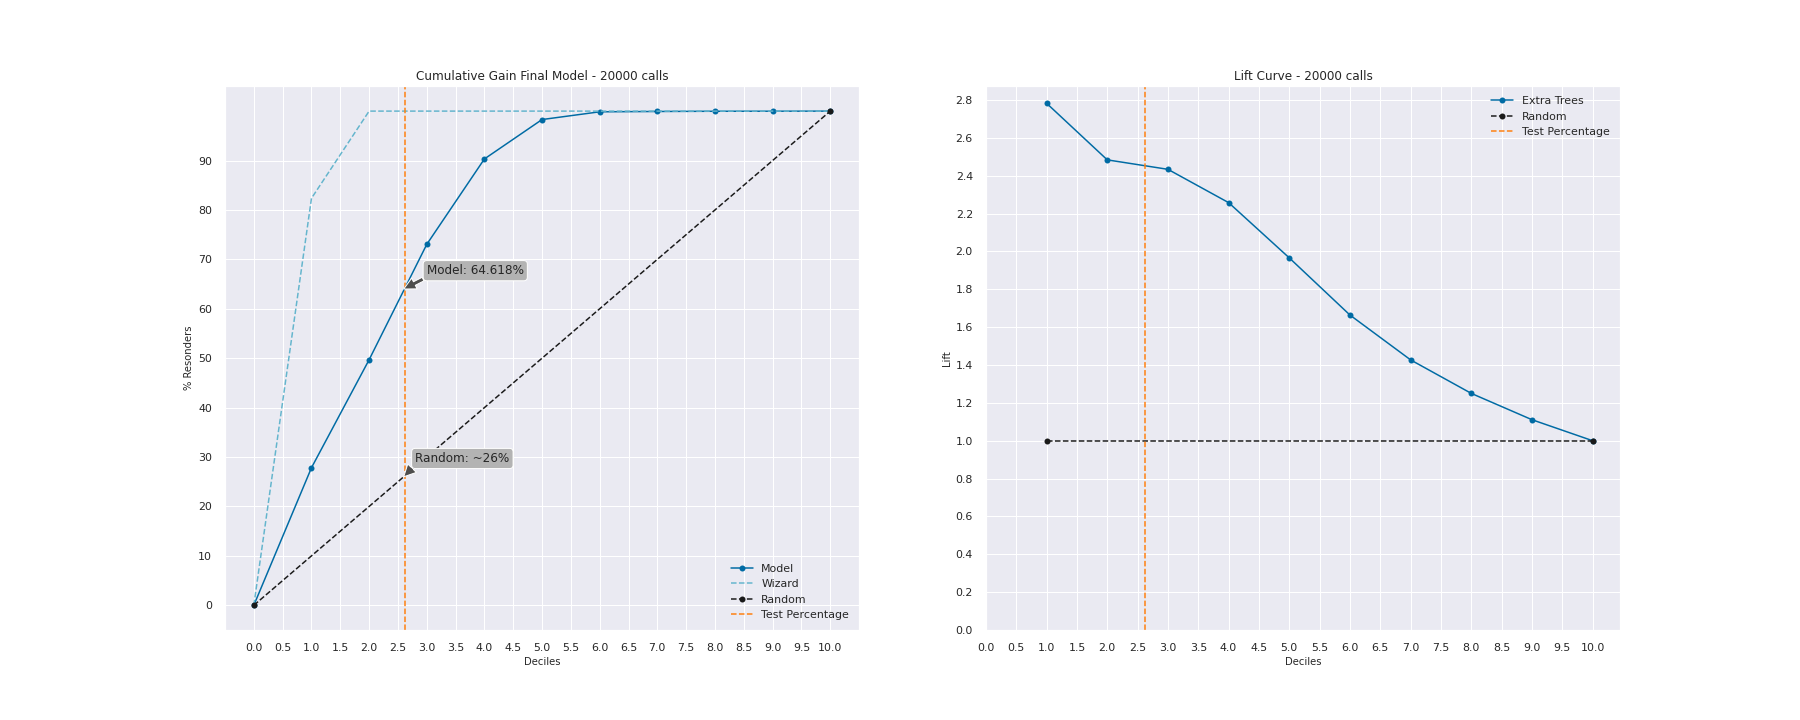 Cumulative Gain Final Model - 20000 calls
% Resonders
90
80
70
60
50
40
30
20
10
0
Model: 64.618%
Random: ~26%
Model
Wizard
Random
Test Percentage
0.0 0.5 1.0 1.5 2.0 2.5 3.0 3.5 4.0 4.5 5.0 5.5 6.0 6.5 7.0 7.5 8.0 8.5 9.0 9.5 10.0
Deciles
Lift Curve - 20000 calls
Lift
2.8
2.6
2.4
2.2
2.0
1.8
1.6
1.4
1.2
1.0
0.8
0.6
0.4
0.2
0.0
Extra Trees
Random
Test Percentage
0.0 0.5 1.0 1.5 2.0 2.5 3.0 3.5 4.0 4.5 5.0 5.5 6.0 6.5 7.0 7.5 8.0 8.5 9.0 9.5 10.0
Deciles